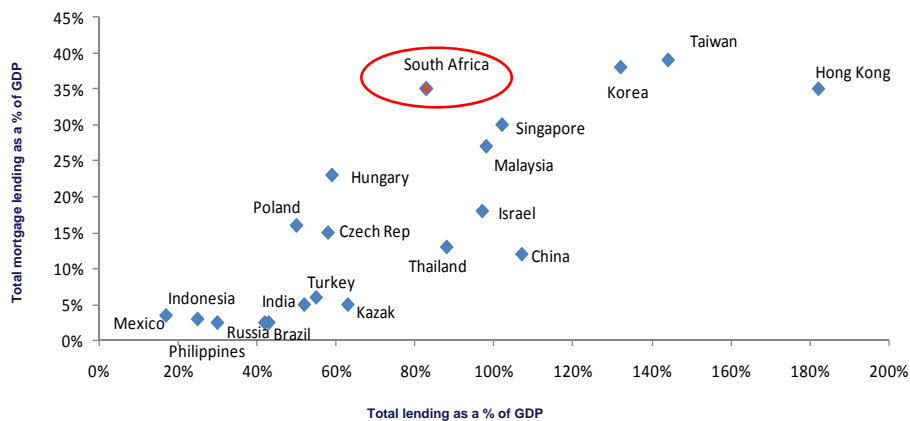 Total mortgage lending as a % of GDP
45%
40%
35%
30%
25%
20%
15%
10%
5%
0%
Taiwan
South Africa
Hong Kong
Korea
Singapore
Malaysia
Hungary
Poland
Israel
Czech Rep
China
Thailand
Turkey
Indonesia
India
Kazak
Mexico
Russia
Brazil
Philippines
0%
20%
40%
60%
80%
100%
120%
140%
160%
180%
200%
Total lending as a % of GDP